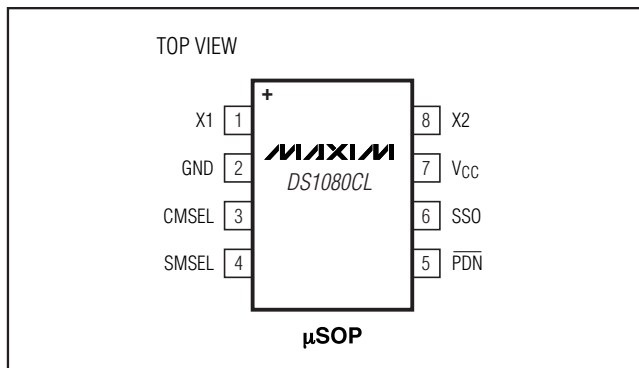 TOP VIEW
+
X1 1
8 X2
MAXIM
GND 2
7 VCC
DS1080CL
CMSEL 3
6 SSO
SMSEL 4
5 PDN
µSOP